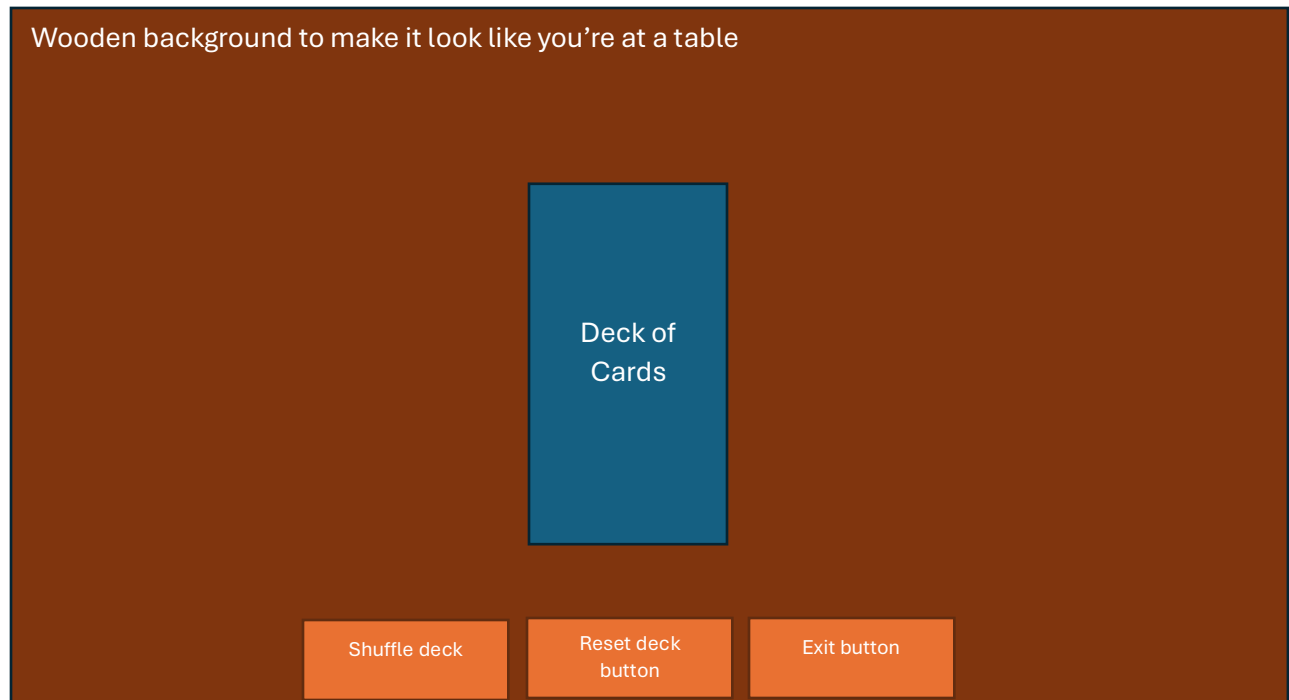 Wooden background to make it look like you’re at a table
Deck of
Cards
Shuffle deck
Reset deck
button
Exit button